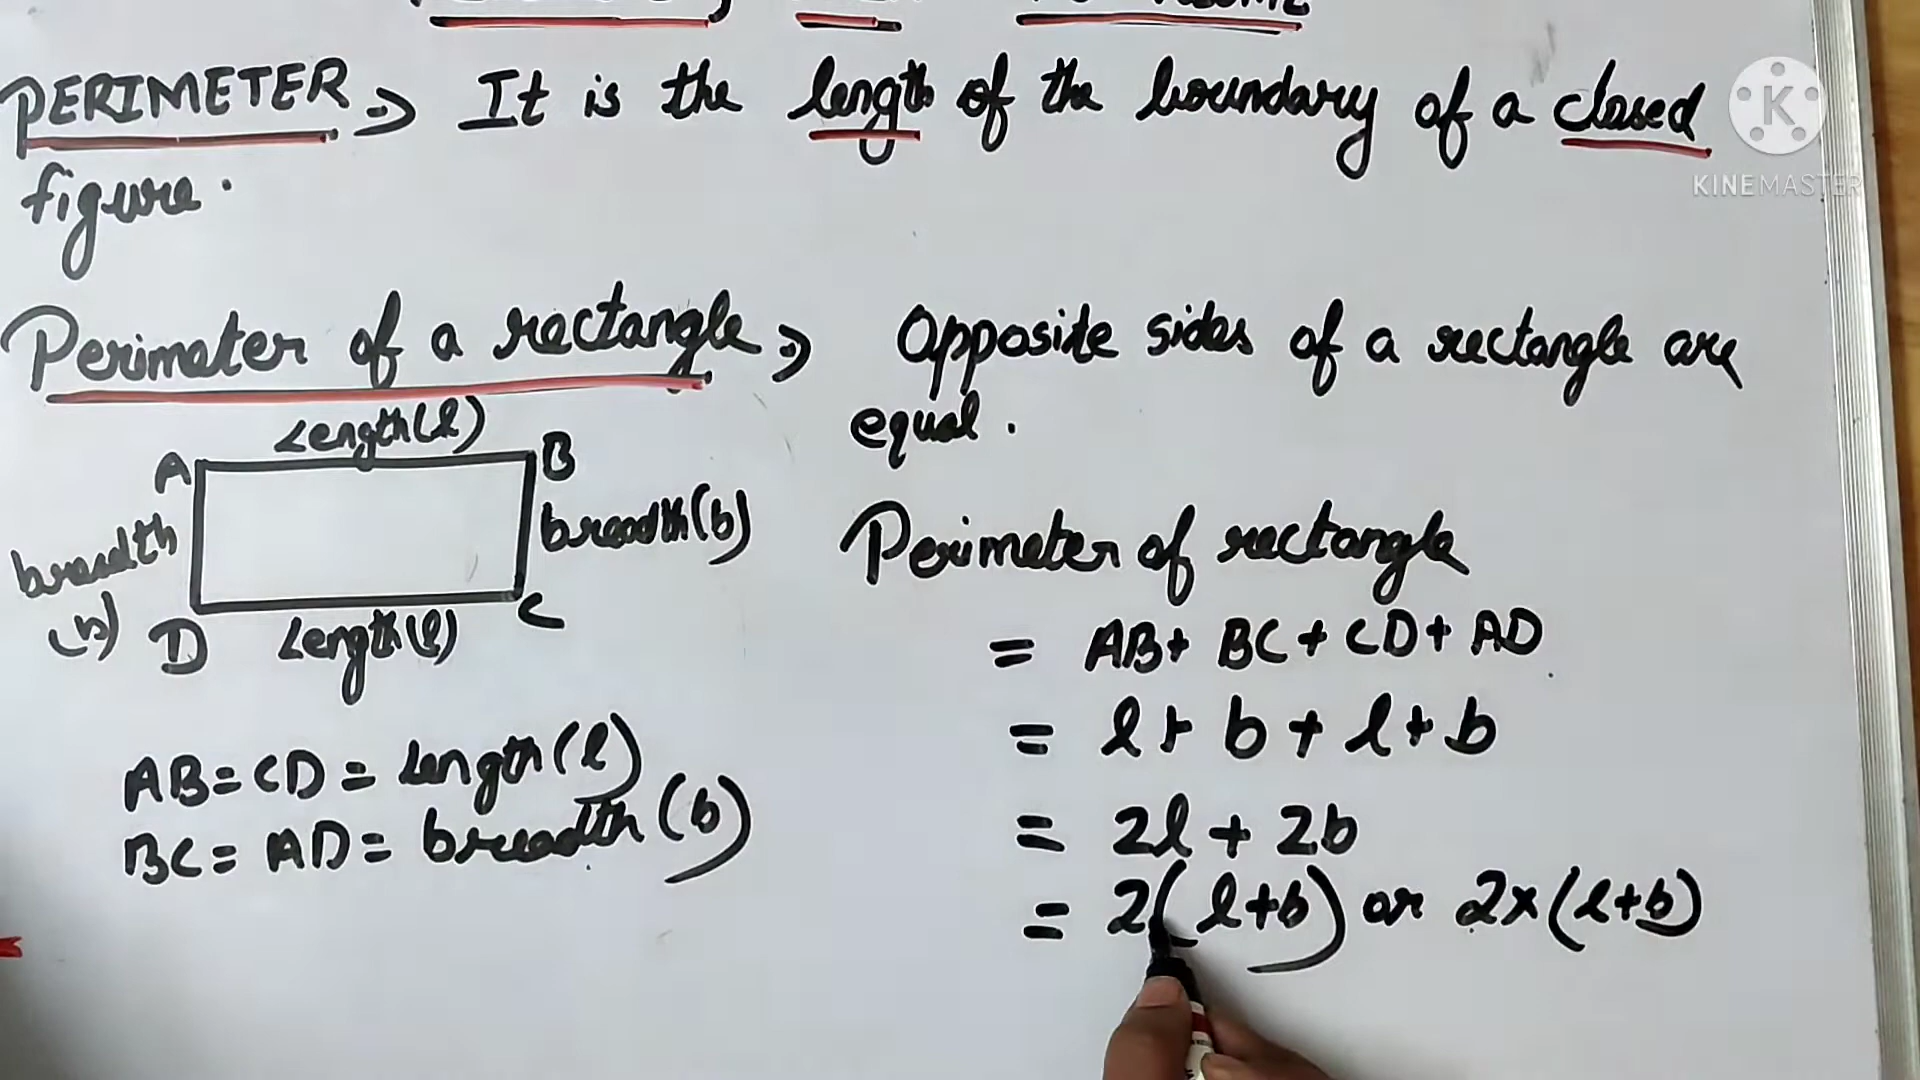 PERIMETER => It is the length of the boundary of a closed
figure.
K
KINEMASTER
Perimeter of a rectangle => Opposite sides of a rectangle are
equal.
Length(l)
A
B
breadth
(b)
breadth(b)
D
Length(l)
C
AB=CD= Length(l)
BC= AD= breadth(b)
Perimeter of rectangle
= AB+ BC+CD+AD
= l+ b+l+b
= 2l+2b
= 2(l+b) or 2x(l+b)